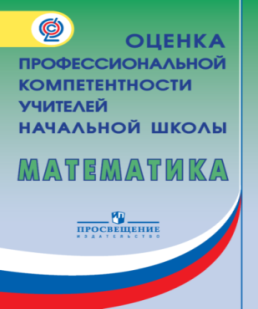 ОЦЕНКА
ПРОФЕССИОНАЛЬНОЙ
КОМПЕТЕНТНОСТИ
УЧИТЕЛЕЙ
НАЧАЛЬНОЙ ШКОЛЫ
МАТЕМАТИКА
ПРОСВЕЩЕНИЕ
ИЗДАТЕЛЬСТВО